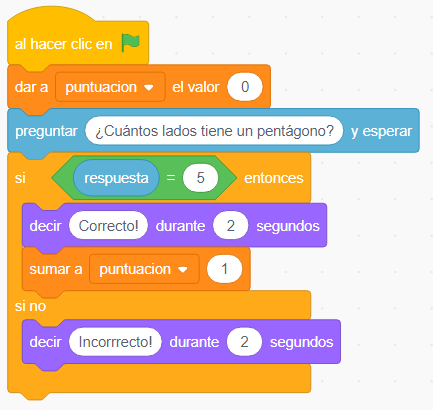 al hacer clic en
dar a puntuacion el valor 0
preguntar ¿Cuántos lados tiene un pentágono? y esperar
si respuesta = 5 entonces
decir Correcto! durante 2 segundos
sumar a puntuacion 1
si no
decir Incorrrecto! durante 2 segundos